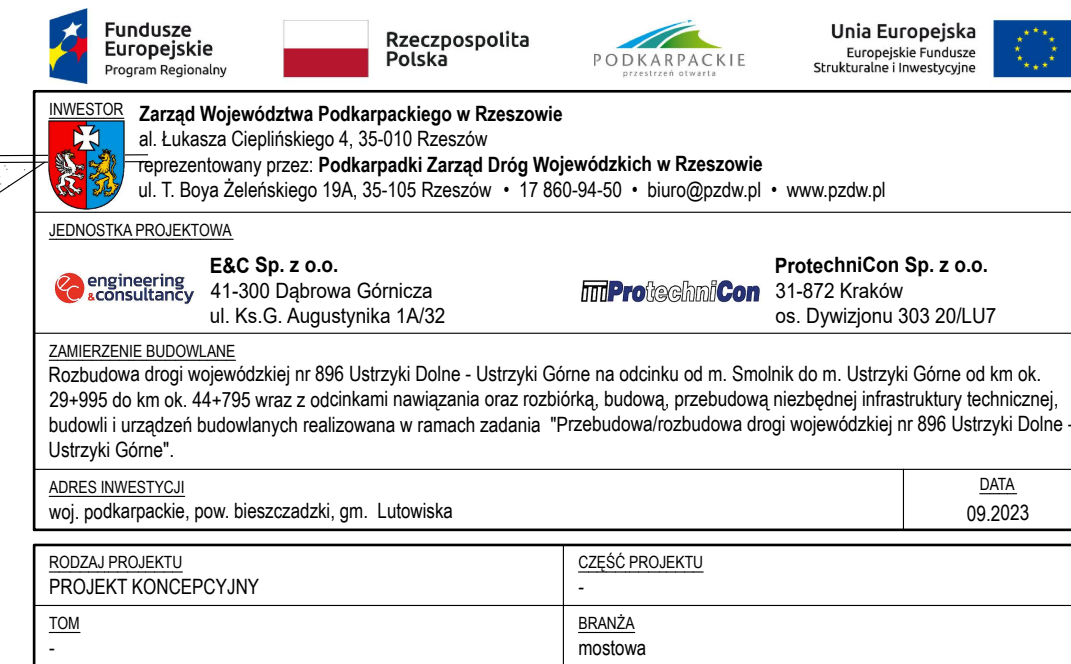 Fundusze
Europejskie
Program Regionalny
Rzeczpospolita
Polska
PODKARPACKIE
przestrzeń otwarta
Unia Europejska
Europejskie Fundusze
Strukturalne i Inwestycyjne
INWESTOR
Zarząd Województwa Podkarpackiego w Rzeszowie
al. Łukasza Cieplińskiego 4, 35-010 Rzeszów
reprezentowany przez: Podkarpadki Zarząd Dróg Wojewódzkich w Rzeszowie
ul. T. Boya Żeleńskiego 19A, 35-105 Rzeszów • 17 860-94-50 • biuro@pzdw.pl • www.pzdw.pl
JEDNOSTKA PROJEKTOWA
engineering
&consultancy
E&C Sp. z o.o.
41-300 Dąbrowa Górnicza
ul. Ks.G. Augustynika 1A/32
ProtechniCon
ProtechniCon Sp. z o.o.
31-872 Kraków
os. Dywizjonu 303 20/LU7
ZAMIERZENIE BUDOWLANE
Rozbudowa drogi wojewódzkiej nr 896 Ustrzyki Dolne - Ustrzyki Górne na odcinku od m. Smolnik do m. Ustrzyki Górne od km ok.
29+995 do km ok. 44+795 wraz z odcinkami nawiązania oraz rozbiórką, budową, przebudową niezbędnej infrastruktury technicznej,
budowli i urządzeń budowlanych realizowana w ramach zadania "Przebudowa/rozbudowa drogi wojewódzkiej nr 896 Ustrzyki Dolne -
Ustrzyki Górne".
ADRES INWESTYCJI
woj. podkarpackie, pow. bieszczadzki, gm. Lutowiska
DATA
09.2023
RODZAJ PROJEKTU
PROJEKT KONCEPCYJNY
CZĘŚĆ PROJEKTU
-
TOM
-
BRANŻA
mostowa